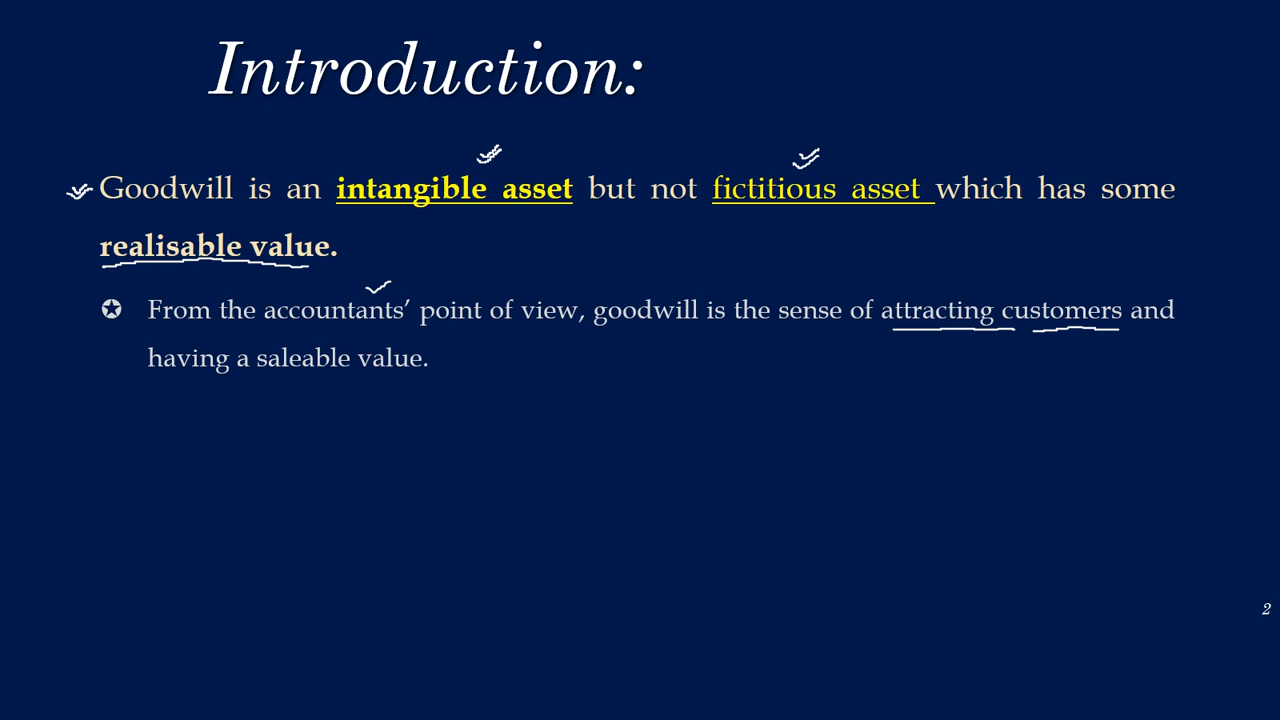 Introduction:
Goodwill is an intangible asset but not fictitious asset which has some
realisable value.
From the accountants’ point of view, goodwill is the sense of attracting customers and
having a saleable value.
2